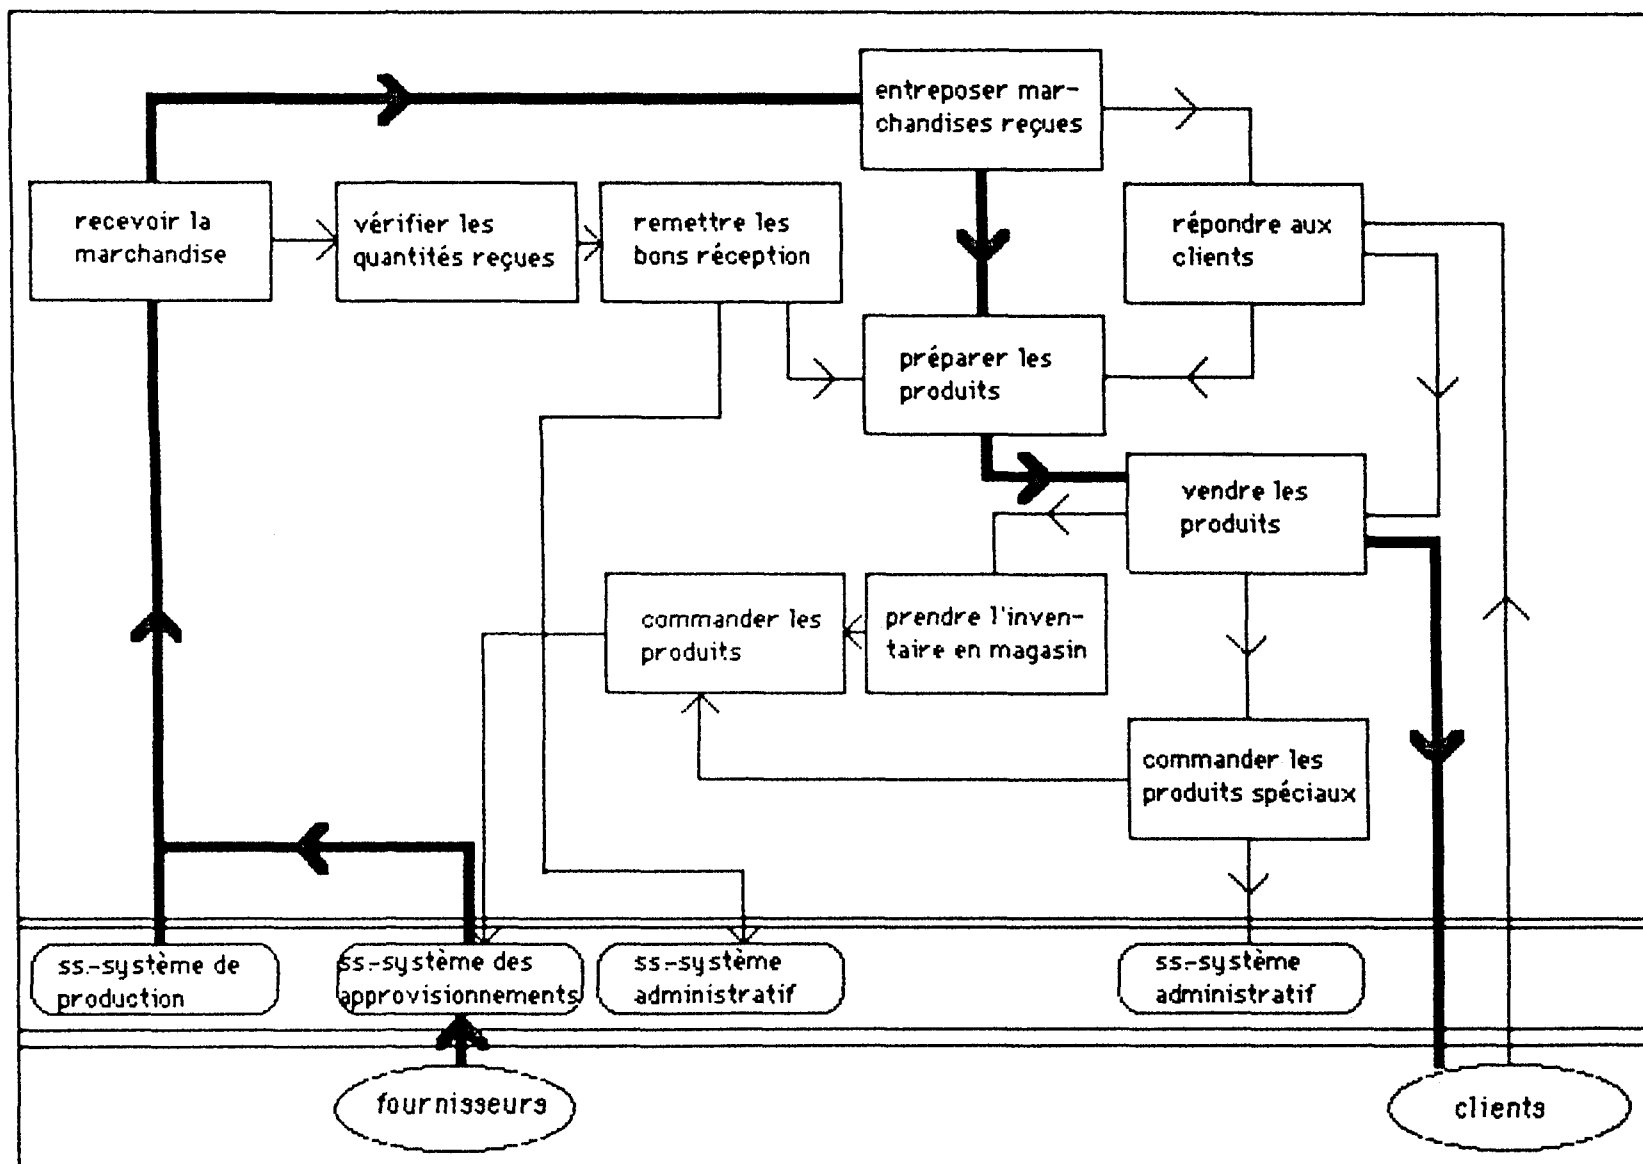 entreposer mar-
chandises reçues
recevoir la
marchandise
vérifier les
quantités reçues
remettre les
bons réception
répondre aux
clients
préparer les
produits
vendre les
produits
commander les
produits
prendre l'inven-
taire en magasin
commander les
produits spéciaux
ss.-système de
production
ss.-système des
approvisionnements
ss.-système
administratif
ss.-système
administratif
fournisseurs
clients